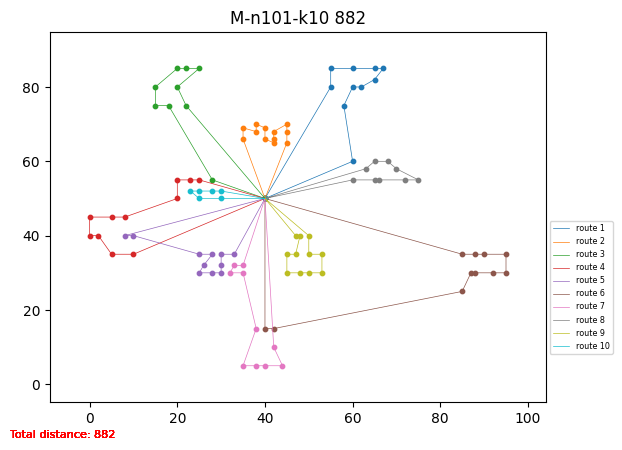 M-n101-k10 882
80
60
40
20
0
0 20 40 60 80 100
route 1
route 2
route 3
route 4
route 5
route 6
route 7
route 8
route 9
route 10
Total distance: 882